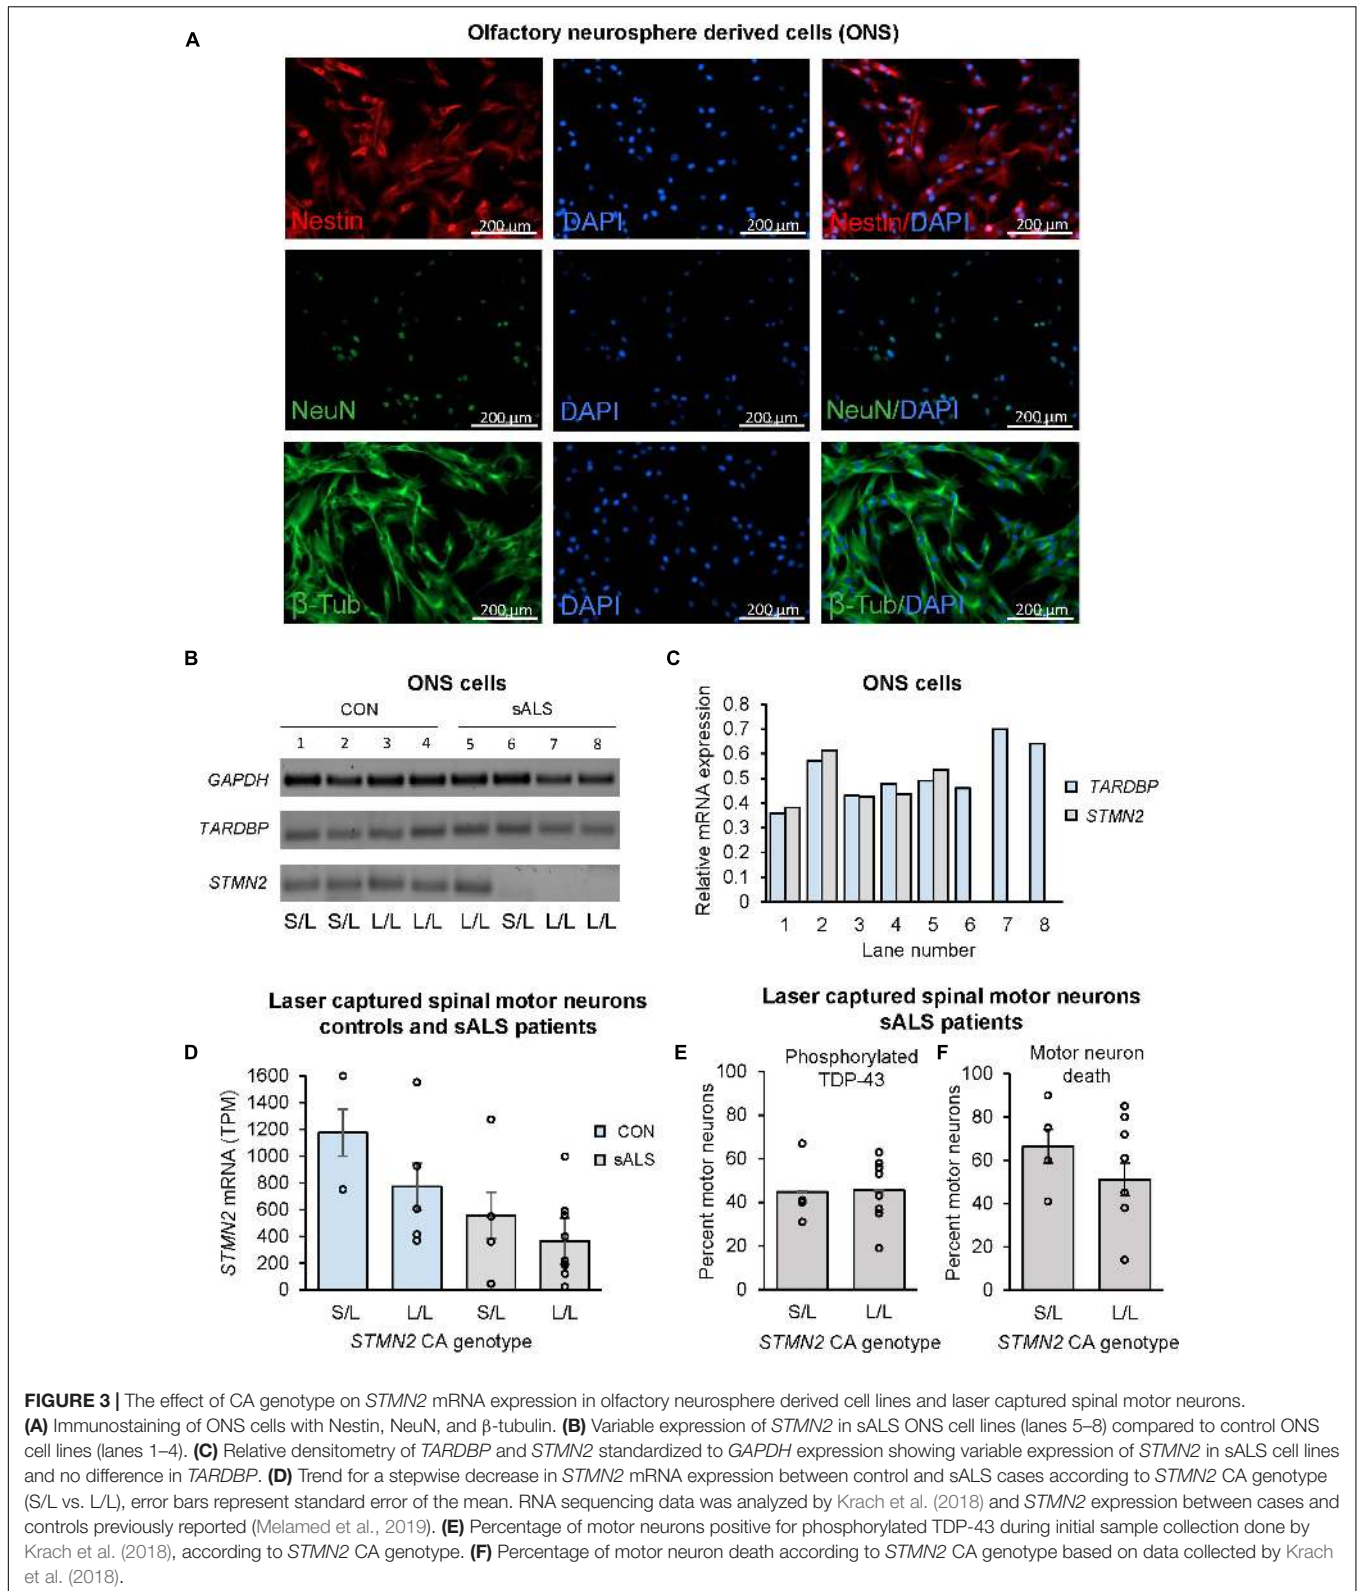 A
Olfactory neurosphere derived cells (ONS)
Nestin
200 µm
DAPI
200 µm
Nestin/DAPI
200 µm
NeuN
200 µm
DAPI
200 µm
NeuN/DAPI
200 µm
β-Tub
200 µm
DAPI
200 µm
β-Tub/DAPI
200 µm
B
ONS cells
CON sALS
1 2 3 4 5 6 7 8
GAPDH
TARDBP
STMN2
S/L S/L L/L L/L L/L S/L L/L L/L
C
ONS cells
Relative mRNA expression
0.8
0.7
0.6
0.5
0.4
0.3
0.2
0.1
0
1 2 3 4 5 6 7 8
Lane number
TARDBP
STMN2
Laser captured spinal motor neurons
controls and sALS patients
D
STMN2 mRNA (TPM)
1600
1400
1200
1000
800
600
400
200
0
S/L L/L S/L L/L
STMN2 CA genotype
CON
sALS
Laser captured spinal motor neurons
sALS patients
E
Phosphorylated
TDP-43
Percent motor neurons
100
80
60
40
20
0
S/L L/L
STMN2 CA genotype
F
Motor neuron
death
Percent motor neurons
100
80
60
40
20
0
S/L L/L
STMN2 CA genotype
FIGURE 3 | The effect of CA genotype on STMN2 mRNA expression in olfactory neurosphere derived cell lines and laser captured spinal motor neurons.
(A) Immunostaining of ONS cells with Nestin, NeuN, and β-tubulin. (B) Variable expression of STMN2 in sALS ONS cell lines (lanes 5–8) compared to control ONS
cell lines (lanes 1–4). (C) Relative densitometry of TARDBP and STMN2 standardized to GAPDH expression showing variable expression of STMN2 in sALS cell lines
and no difference in TARDBP. (D) Trend for a stepwise decrease in STMN2 mRNA expression between control and sALS cases according to STMN2 CA genotype
(S/L vs. L/L), error bars represent standard error of the mean. RNA sequencing data was analyzed by Krach et al. (2018) and STMN2 expression between cases and
controls previously reported (Melamed et al., 2019). (E) Percentage of motor neurons positive for phosphorylated TDP-43 during initial sample collection done by
Krach et al. (2018), according to STMN2 CA genotype. (F) Percentage of motor neuron death according to STMN2 CA genotype based on data collected by Krach
et al. (2018).